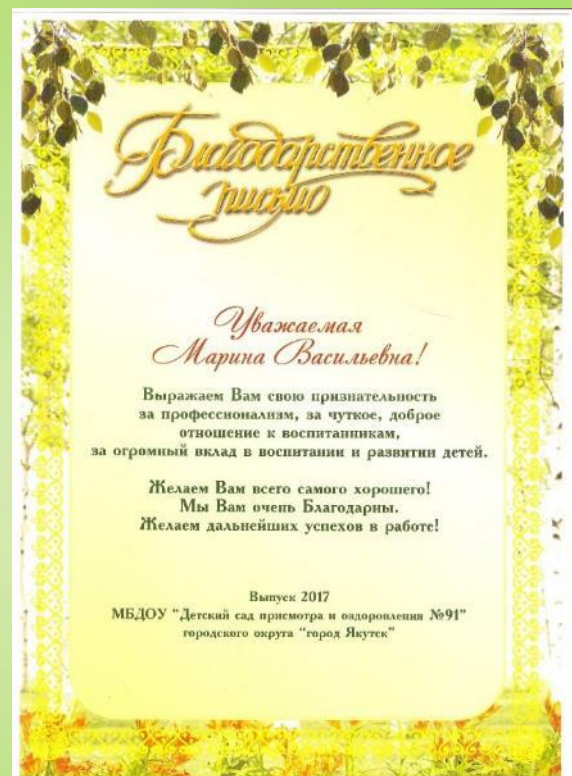 Благодарственное
письмо
Уважаемая
Марина Васильевна!
Выражаем Вам свою признательность
за профессионализм, за чуткое, доброе
отношение к воспитанникам,
за огромный вклад в воспитании и развитии детей.
Желаем Вам всего самого хорошего!
Мы Вам очень Благодарны.
Желаем дальнейших успехов в работе!
Выпуск 2017
МБДОУ "Детский сад присмотра и оздоровления №91"
городского округа "город Якутск"